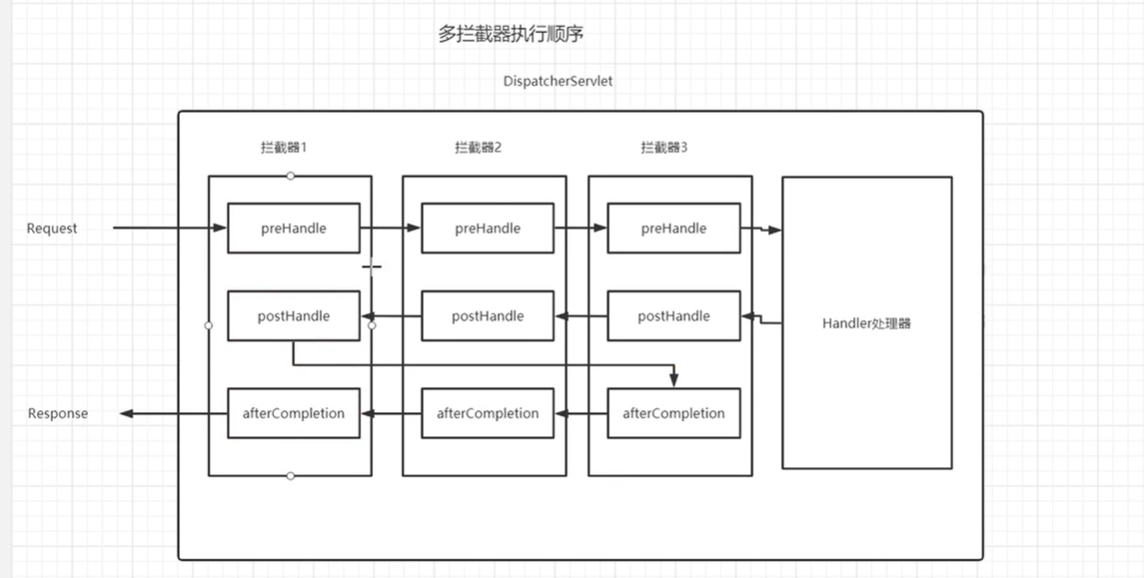 多拦截器执行顺序
DispatcherServlet
拦截器1
拦截器2
拦截器3
Request
preHandle
preHandle
preHandle
postHandle
postHandle
postHandle
Handler处理器
Response
afterCompletion
afterCompletion
afterCompletion